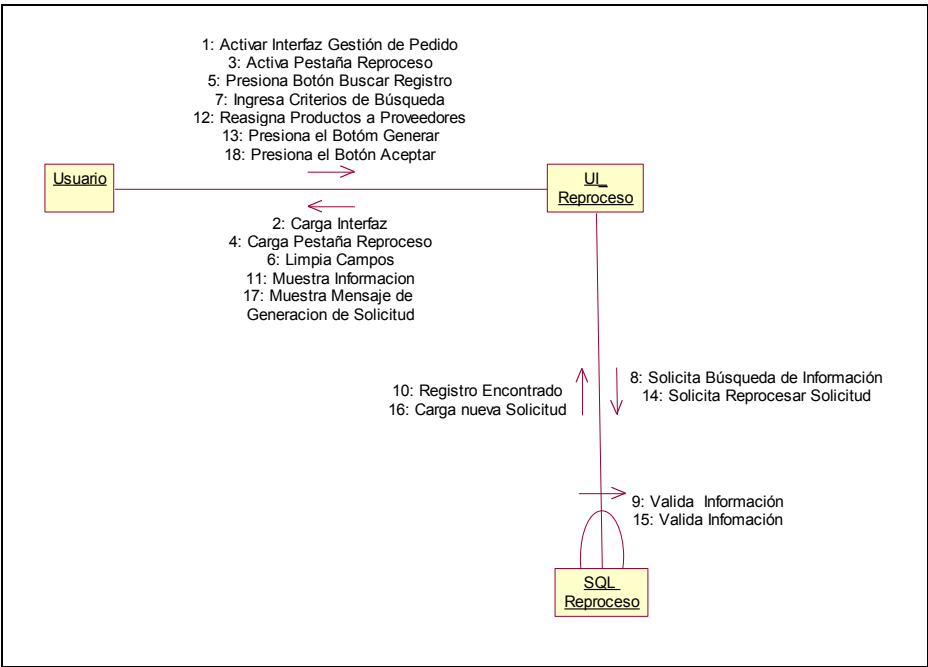 1: Activar Interfaz Gestión de Pedido
3: Activa Pestaña Reproceso
5: Presiona Botón Buscar Registro
7: Ingresa Criterios de Búsqueda
12: Reasigna Productos a Proveedores
13: Presiona el Botóm Generar
18: Presiona el Botón Aceptar
Usuario
UI_
Reproceso
2: Carga Interfaz
4: Carga Pestaña Reproceso
6: Limpia Campos
11: Muestra Informacion
17: Muestra Mensaje de
Generacion de Solicitud
10: Registro Encontrado
16: Carga nueva Solicitud
8: Solicita Búsqueda de Información
14: Solicita Reprocesar Solicitud
9: Valida Información
15: Valida Infomación
SQL_
Reproceso